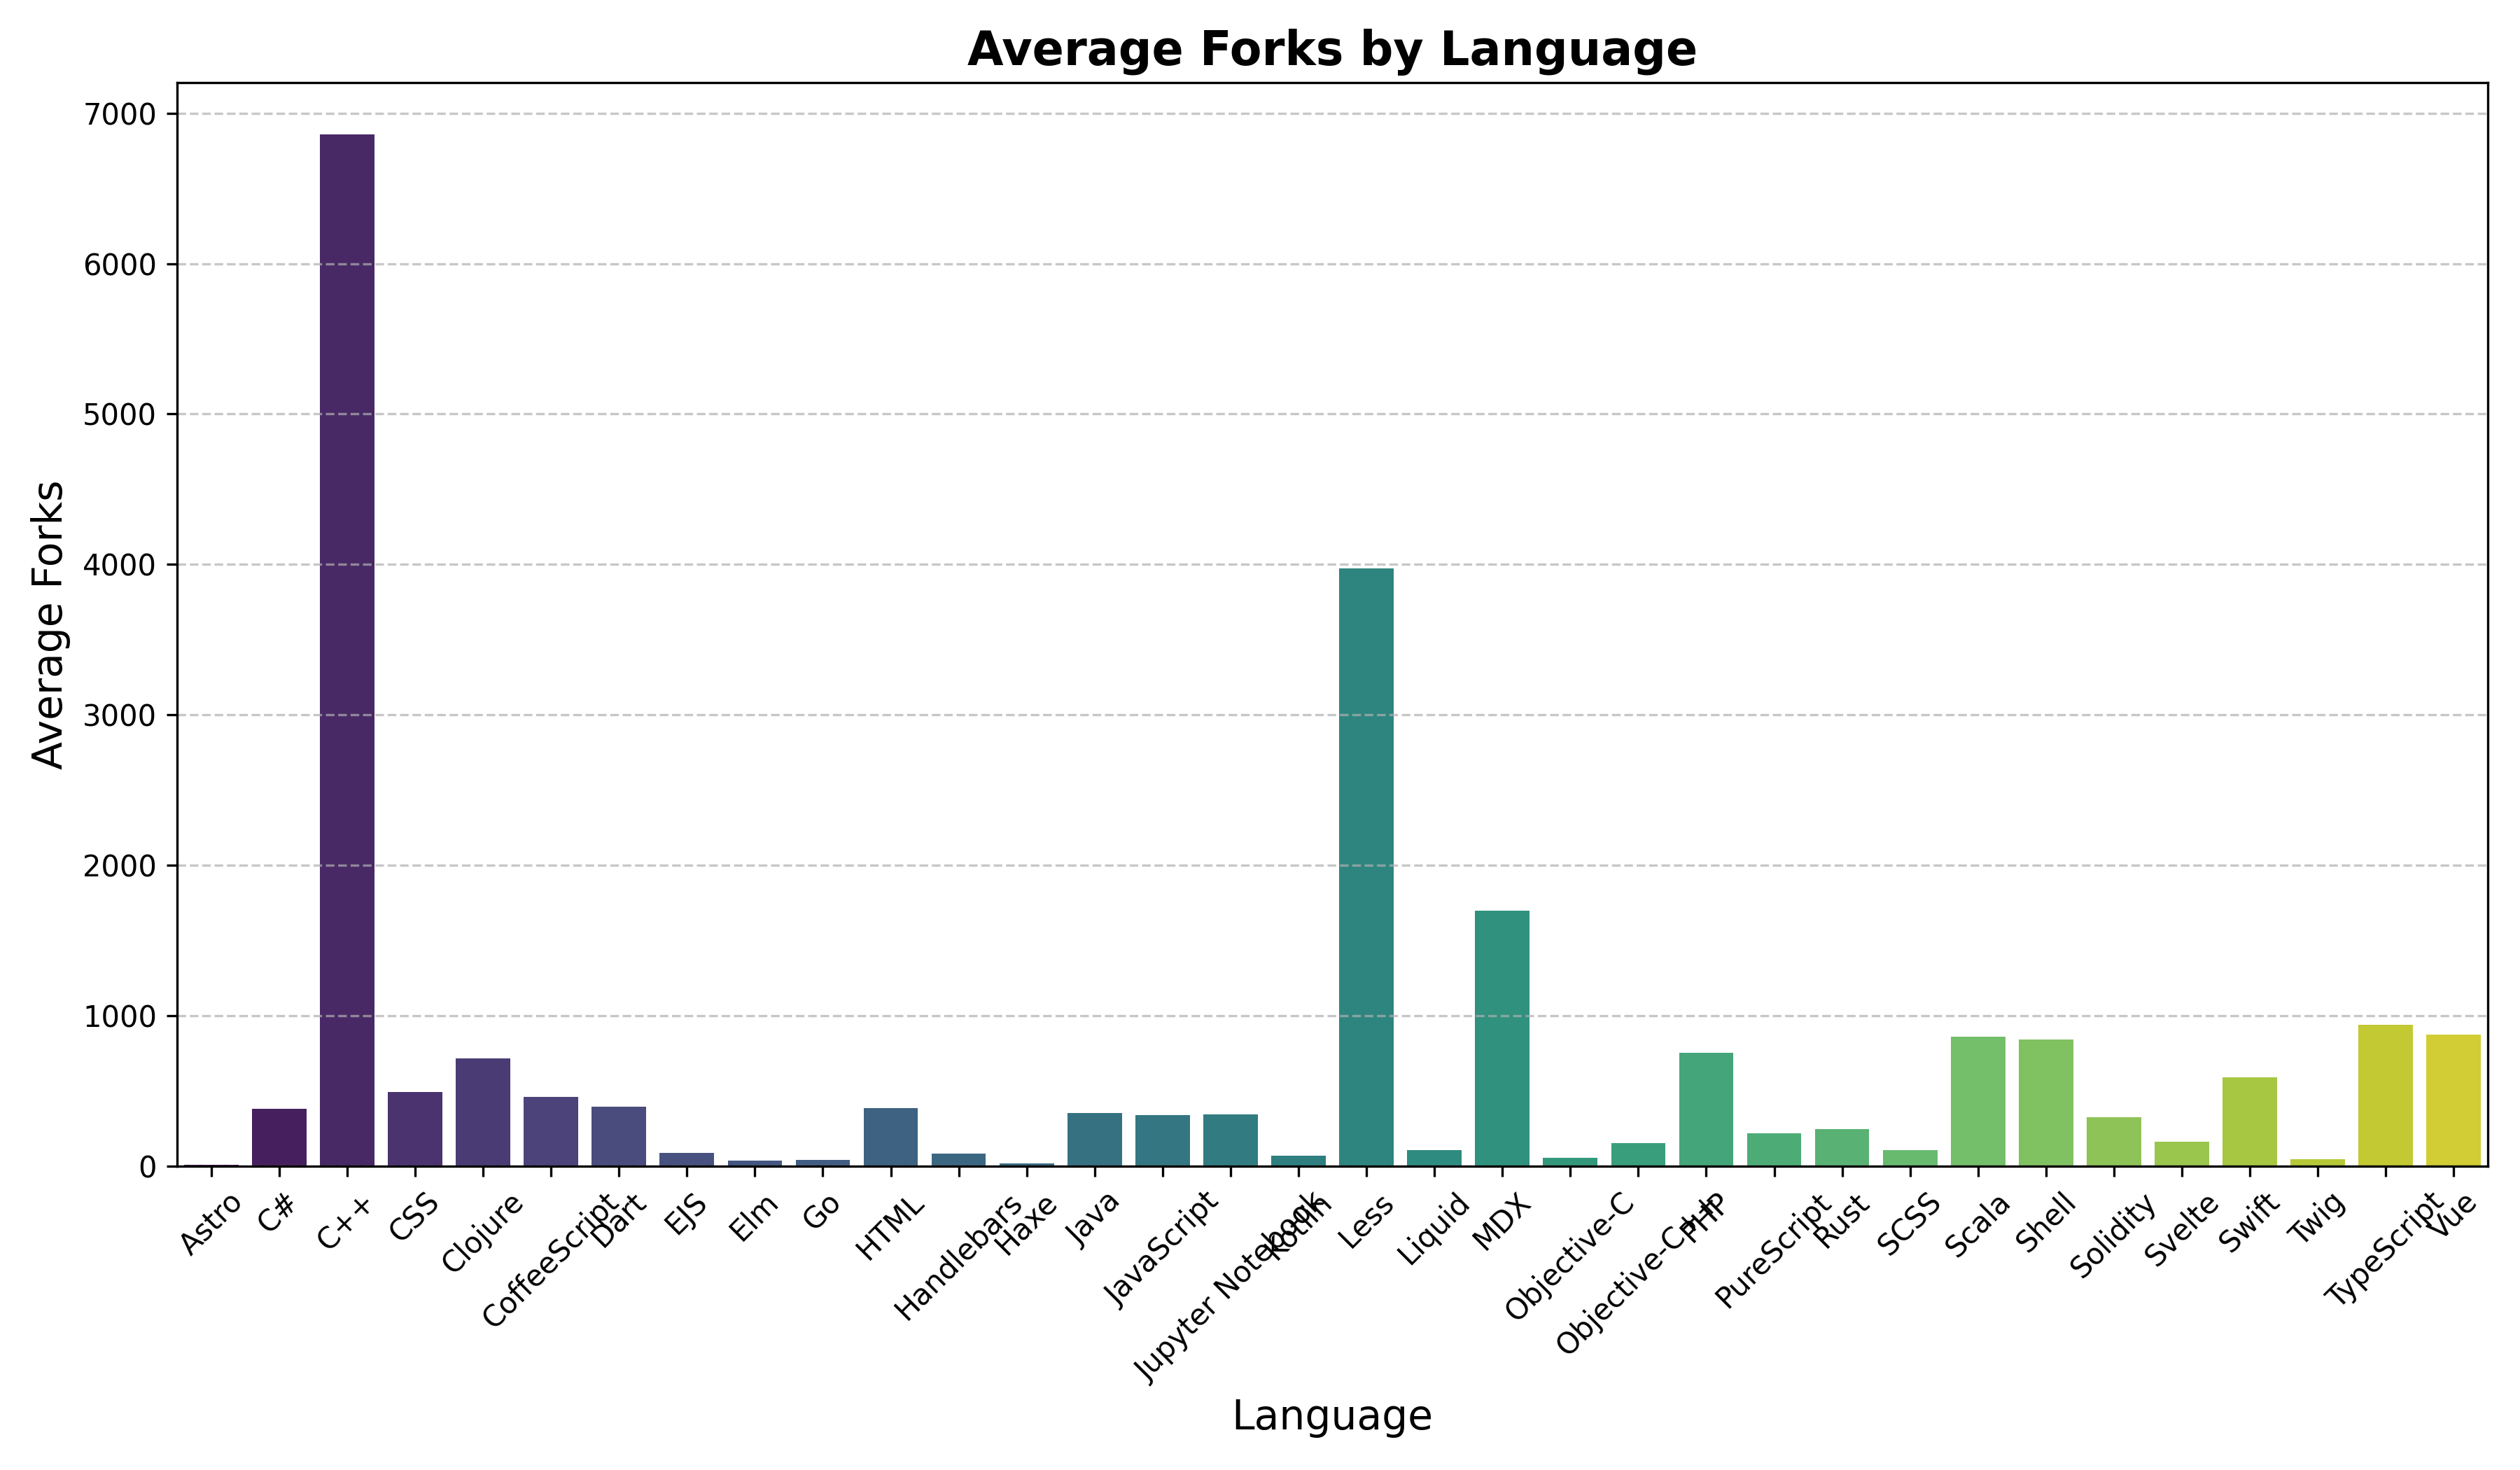 Average Forks by Language
Average Forks
7000
6000
5000
4000
3000
2000
1000
0
Astro
C#
C++
CSS
Clojure
CoffeeScript
Dart
EJS
Elm
Go
HTML
Handlebars
Haxe
Java
JavaScript
Jupyter Notebook
Kotlin
Less
Liquid
MDX
Objective-C
Objective-C++
PHP
PureScript
Rust
SCSS
Scala
Shell
Solidity
Svelte
Swift
Twig
TypeScript
Vue
Language